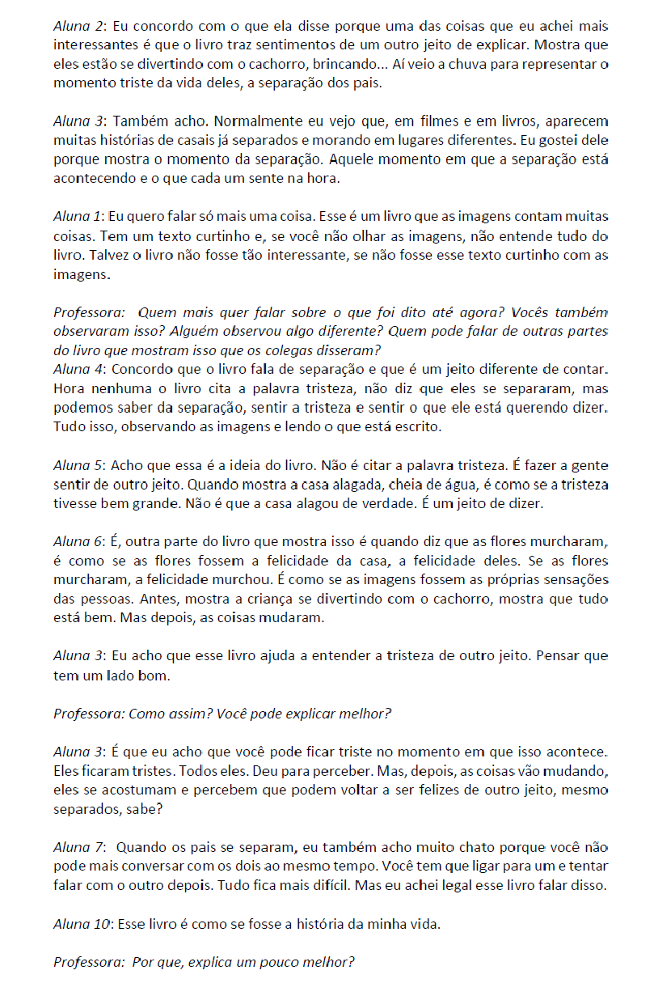 Aluna 2: Eu concordo com o que ela disse porque uma das coisas que eu achei mais
interessantes é que o livro traz sentimentos de um outro jeito de explicar. Mostra que
eles estão se divertindo com o cachorro, brincando... Aí veio a chuva para representar o
momento triste da vida deles, a separação dos pais.
Aluna 3: Também acho. Normalmente eu vejo que, em filmes e em livros, aparecem
muitas histórias de casais já separados e morando em lugares diferentes. Eu gostei dele
porque mostra o momento da separação. Aquele momento em que a separação está
acontecendo e o que cada um sente na hora.
Aluna 1: Eu quero falar só mais uma coisa. Esse é um livro que as imagens contam muitas
coisas. Tem um texto curtinho e, se você não olhar as imagens, não entende tudo do
livro. Talvez o livro não fosse tão interessante, se não fosse esse texto curtinho com as
imagens.
Professora: Quem mais quer falar sobre o que foi dito até agora? Vocês também
observaram isso? Alguém observou algo diferente? Quem pode falar de outras partes
do livro que mostram isso que os colegas disseram?
Aluna 4: Concordo que o livro fala de separação e que é um jeito diferente de contar.
Hora nenhuma o livro cita a palavra tristeza, não diz que eles se separaram, mas
podemos saber da separação, sentir a tristeza e sentir o que ele está querendo dizer.
Tudo isso, observando as imagens e lendo o que está escrito.
Aluna 5: Acho que essa é a ideia do livro. Não é citar a palavra tristeza. É fazer a gente
sentir de outro jeito. Quando mostra a casa alagada, cheia de água, é como se a tristeza
tivesse bem grande. Não é que a casa alagou de verdade. É um jeito de dizer.
Aluna 6: É, outra parte do livro que mostra isso é quando diz que as flores murcharam,
é como se as flores fossem a felicidade da casa, a felicidade deles. Se as flores
murcharam, a felicidade murchou. É como se as imagens fossem as próprias sensações
das pessoas. Antes, mostra a criança se divertindo com o cachorro, mostra que tudo
está bem. Mas depois, as coisas mudaram.
Aluna 3: Eu acho que esse livro ajuda a entender a tristeza de outro jeito. Pensar que
tem um lado bom.
Professora: Como assim? Você pode explicar melhor?
Aluna 3: É que eu acho que você pode ficar triste no momento em que isso acontece.
Eles ficaram tristes. Todos eles. Deu para perceber. Mas, depois, as coisas vão mudando,
eles se acostumam e percebem que podem voltar a ser felizes de outro jeito, mesmo
separados, sabe?
Aluna 7: Quando os pais se separam, eu também acho muito chato porque você não
pode mais conversar com os dois ao mesmo tempo. Você tem que ligar para um e tentar
falar com o outro depois. Tudo fica mais difícil. Mas eu achei legal esse livro falar disso.
Aluna 10: Esse livro é como se fosse a história da minha vida.
Professora: Por que, explica um pouco melhor?